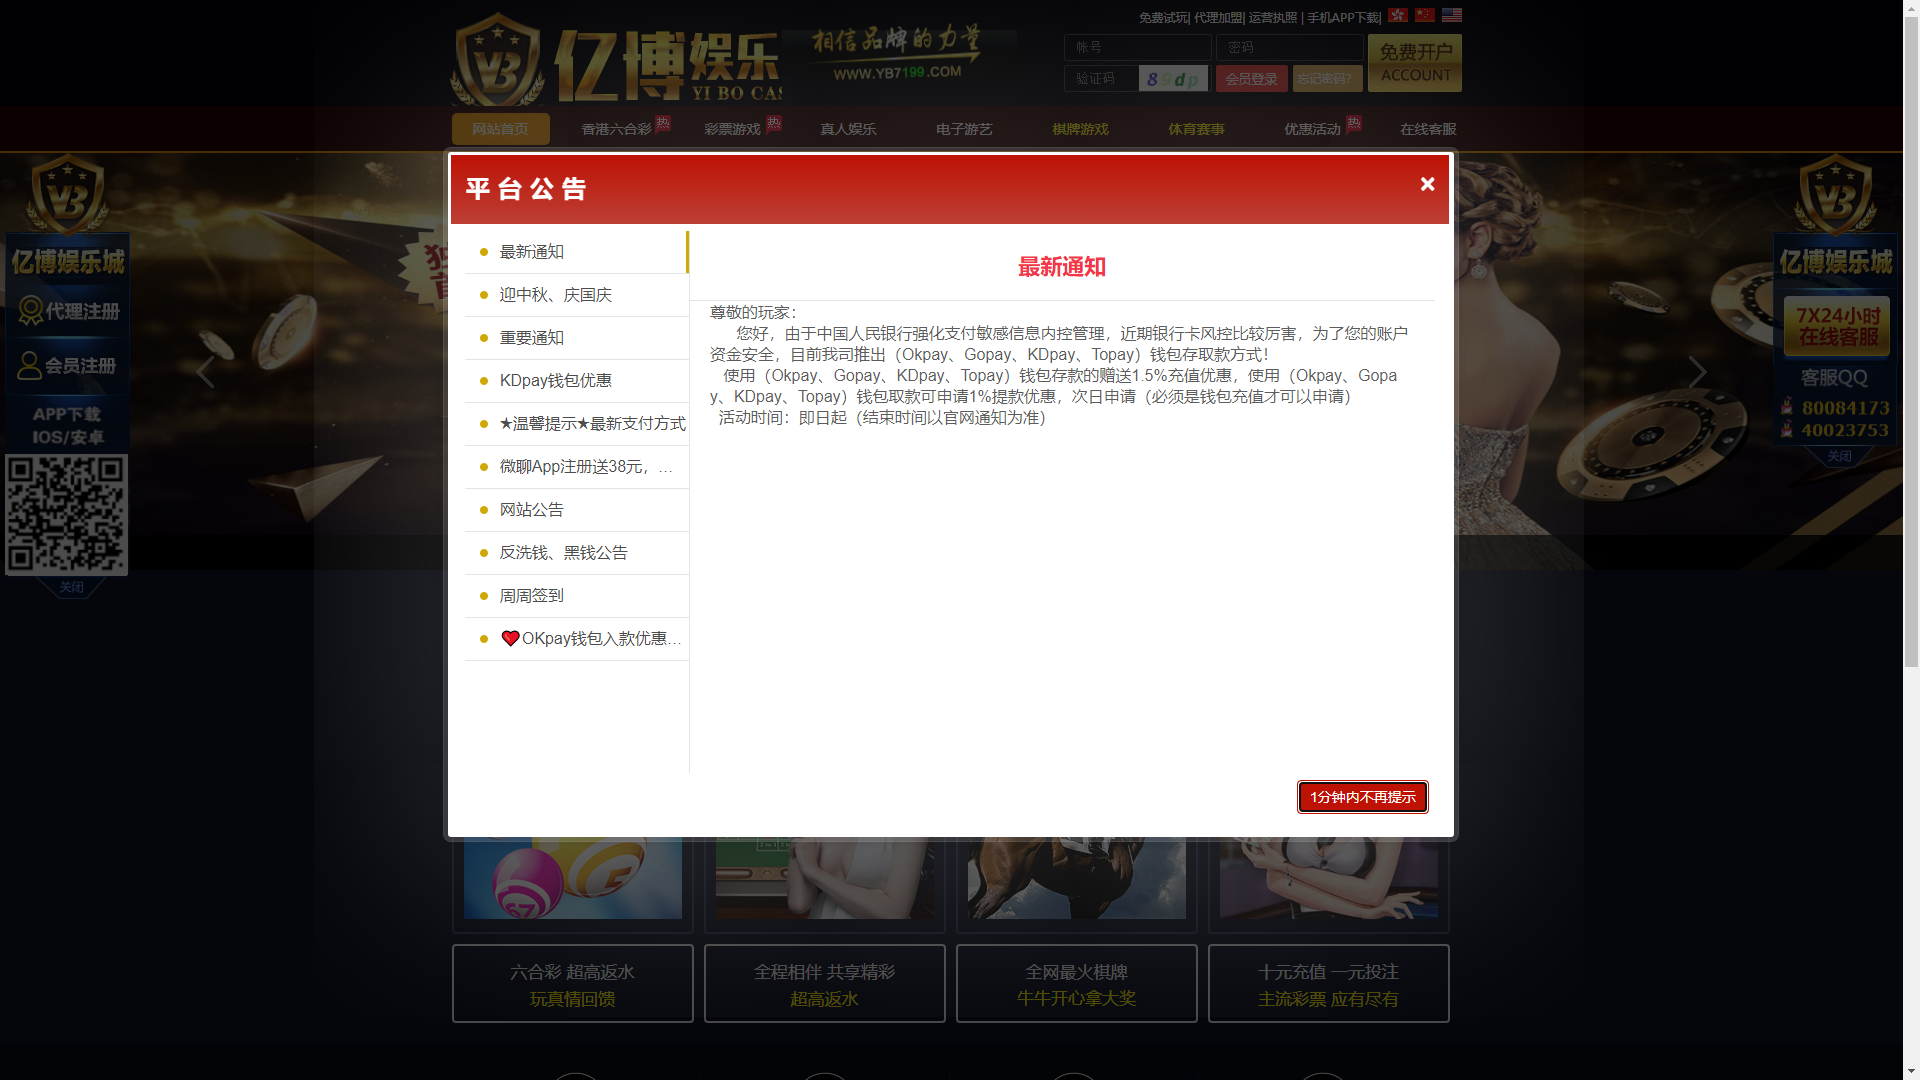 免费试玩| 代理加盟| 运营执照 | 手机APP下载|
亿博娱乐
YI BO CAS
相信品牌的力量
WWW.YB7199.COM
帐号
密码
验证码
89dp
会员登录
忘记密码?
免费开户
ACCOUNT
网站首页
香港六合彩
热
彩票游戏
热
真人娱乐
电子游艺
棋牌游戏
体育赛事
优惠活动
热
在线客服
平台公告
×
最新通知
迎中秋、庆国庆
重要通知
KDpay钱包优惠
★温馨提示★最新支付方式
微聊App注册送38元，…
网站公告
反洗钱、黑钱公告
周周签到
❤️OKpay钱包入款优惠…
最新通知
尊敬的玩家：
您好，由于中国人民银行强化支付敏感信息内控管理，近期银行卡风控比较厉害，为了您的账户
资金安全，目前我司推出（Okpay、Gopay、KDpay、Topay）钱包存取款方式！
使用（Okpay、Gopay、KDpay、Topay）钱包存款的赠送1.5%充值优惠，使用（Okpay、Gopa
y、KDpay、Topay）钱包取款可申请1%提款优惠，次日申请（必须是钱包充值才可以申请）
活动时间：即日起（结束时间以官网通知为准）
1分钟内不再提示
亿博娱乐城
代理注册
会员注册
APP下载
IOS/安卓
关闭
亿博娱乐城
7X24小时
在线客服
客服QQ
80084173
40023753
关闭
六合彩 超高返水
玩真情回馈
全程相伴 共享精彩
超高返水
全网最火棋牌
牛牛开心拿大奖
十元充值 一元投注
主流彩票 应有尽有